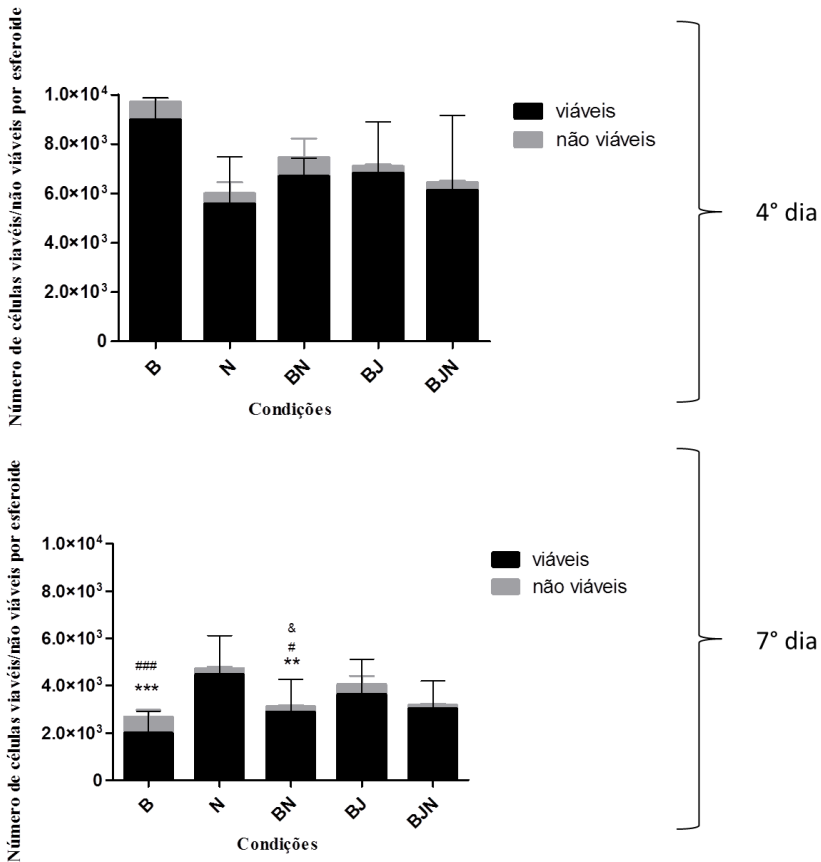 Número de células viavéis/não viáveis por esferoide
1.0×10⁴
8.0×10³
6.0×10³
4.0×10³
2.0×10³
0
B
N
BN
BJ
BJN
Condições
viáveis
não viáveis
4° dia
Número de células viavéis/não viáveis por esferoide
1.0×10⁴
8.0×10³
6.0×10³
4.0×10³
2.0×10³
0
###
***
&
#
**
B
N
BN
BJ
BJN
Condições
viáveis
não viáveis
7° dia